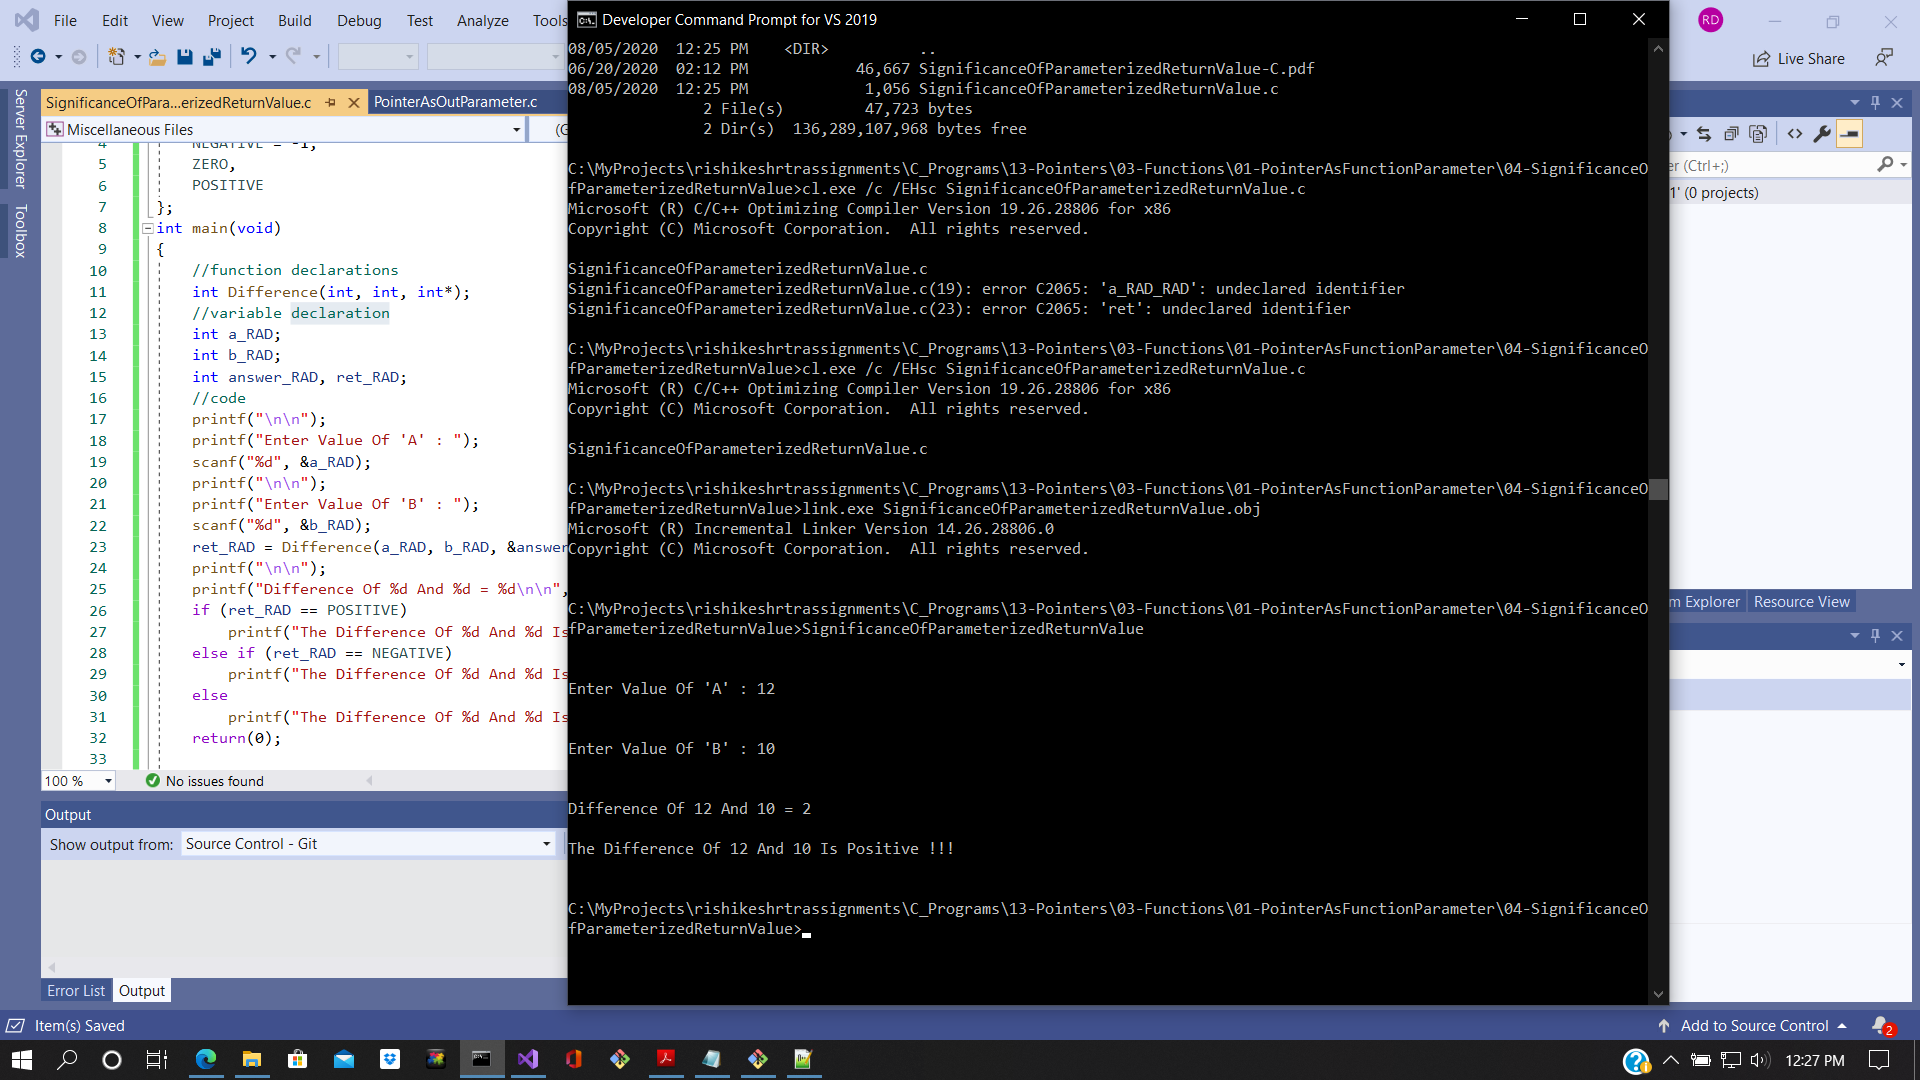 File Edit View Project Build Debug Test Analyze Tools
Developer Command Prompt for VS 2019
RD
Live Share
Server Explorer
Toolbox
SignificanceOfPara...erizedReturnValue.c
PointerAsOutParameter.c
Miscellaneous Files
4 NEGATIVE = -1,
5 ZERO,
6 POSITIVE
7 };
8 int main(void)
9 {
10 //function declarations
11 int Difference(int, int, int*);
12 //variable declaration
13 int a_RAD;
14 int b_RAD;
15 int answer_RAD, ret_RAD;
16 //code
17 printf("\n\n");
18 printf("Enter Value Of 'A' : ");
19 scanf("%d", &a_RAD);
20 printf("\n\n");
21 printf("Enter Value Of 'B' : ");
22 scanf("%d", &b_RAD);
23 ret_RAD = Difference(a_RAD, b_RAD, &answer
24 printf("\n\n");
25 printf("Difference Of %d And %d = %d\n\n",
26 if (ret_RAD == POSITIVE)
27 printf("The Difference Of %d And %d Is
28 else if (ret_RAD == NEGATIVE)
29 printf("The Difference Of %d And %d Is
30 else
31 printf("The Difference Of %d And %d Is
32 return(0);
33
100 %
No issues found
Output
Show output from: Source Control - Git
Error List Output
08/05/2020 12:25 PM <DIR> ..
06/20/2020 02:12 PM 46,667 SignificanceOfParameterizedReturnValue-C.pdf
08/05/2020 12:25 PM 1,056 SignificanceOfParameterizedReturnValue.c
2 File(s) 47,723 bytes
2 Dir(s) 136,289,107,968 bytes free
C:\MyProjects\rishikeshrtrassignments\C_Programs\13-Pointers\03-Functions\01-PointerAsFunctionParameter\04-SignificanceO
fParameterizedReturnValue>cl.exe /c /EHsc SignificanceOfParameterizedReturnValue.c
Microsoft (R) C/C++ Optimizing Compiler Version 19.26.28806 for x86
Copyright (C) Microsoft Corporation. All rights reserved.
SignificanceOfParameterizedReturnValue.c
SignificanceOfParameterizedReturnValue.c(19): error C2065: 'a_RAD_RAD': undeclared identifier
SignificanceOfParameterizedReturnValue.c(23): error C2065: 'ret': undeclared identifier
C:\MyProjects\rishikeshrtrassignments\C_Programs\13-Pointers\03-Functions\01-PointerAsFunctionParameter\04-SignificanceO
fParameterizedReturnValue>cl.exe /c /EHsc SignificanceOfParameterizedReturnValue.c
Microsoft (R) C/C++ Optimizing Compiler Version 19.26.28806 for x86
Copyright (C) Microsoft Corporation. All rights reserved.
SignificanceOfParameterizedReturnValue.c
C:\MyProjects\rishikeshrtrassignments\C_Programs\13-Pointers\03-Functions\01-PointerAsFunctionParameter\04-SignificanceO
fParameterizedReturnValue>link.exe SignificanceOfParameterizedReturnValue.obj
Microsoft (R) Incremental Linker Version 14.26.28806.0
Copyright (C) Microsoft Corporation. All rights reserved.
C:\MyProjects\rishikeshrtrassignments\C_Programs\13-Pointers\03-Functions\01-PointerAsFunctionParameter\04-SignificanceO
fParameterizedReturnValue>SignificanceOfParameterizedReturnValue
Enter Value Of 'A' : 12
Enter Value Of 'B' : 10
Difference Of 12 And 10 = 2
The Difference Of 12 And 10 Is Positive !!!
C:\MyProjects\rishikeshrtrassignments\C_Programs\13-Pointers\03-Functions\01-PointerAsFunctionParameter\04-SignificanceO
fParameterizedReturnValue>
er (Ctrl+;)
1' (0 projects)
m Explorer Resource View
Item(s) Saved
Add to Source Control
2
12:27 PM